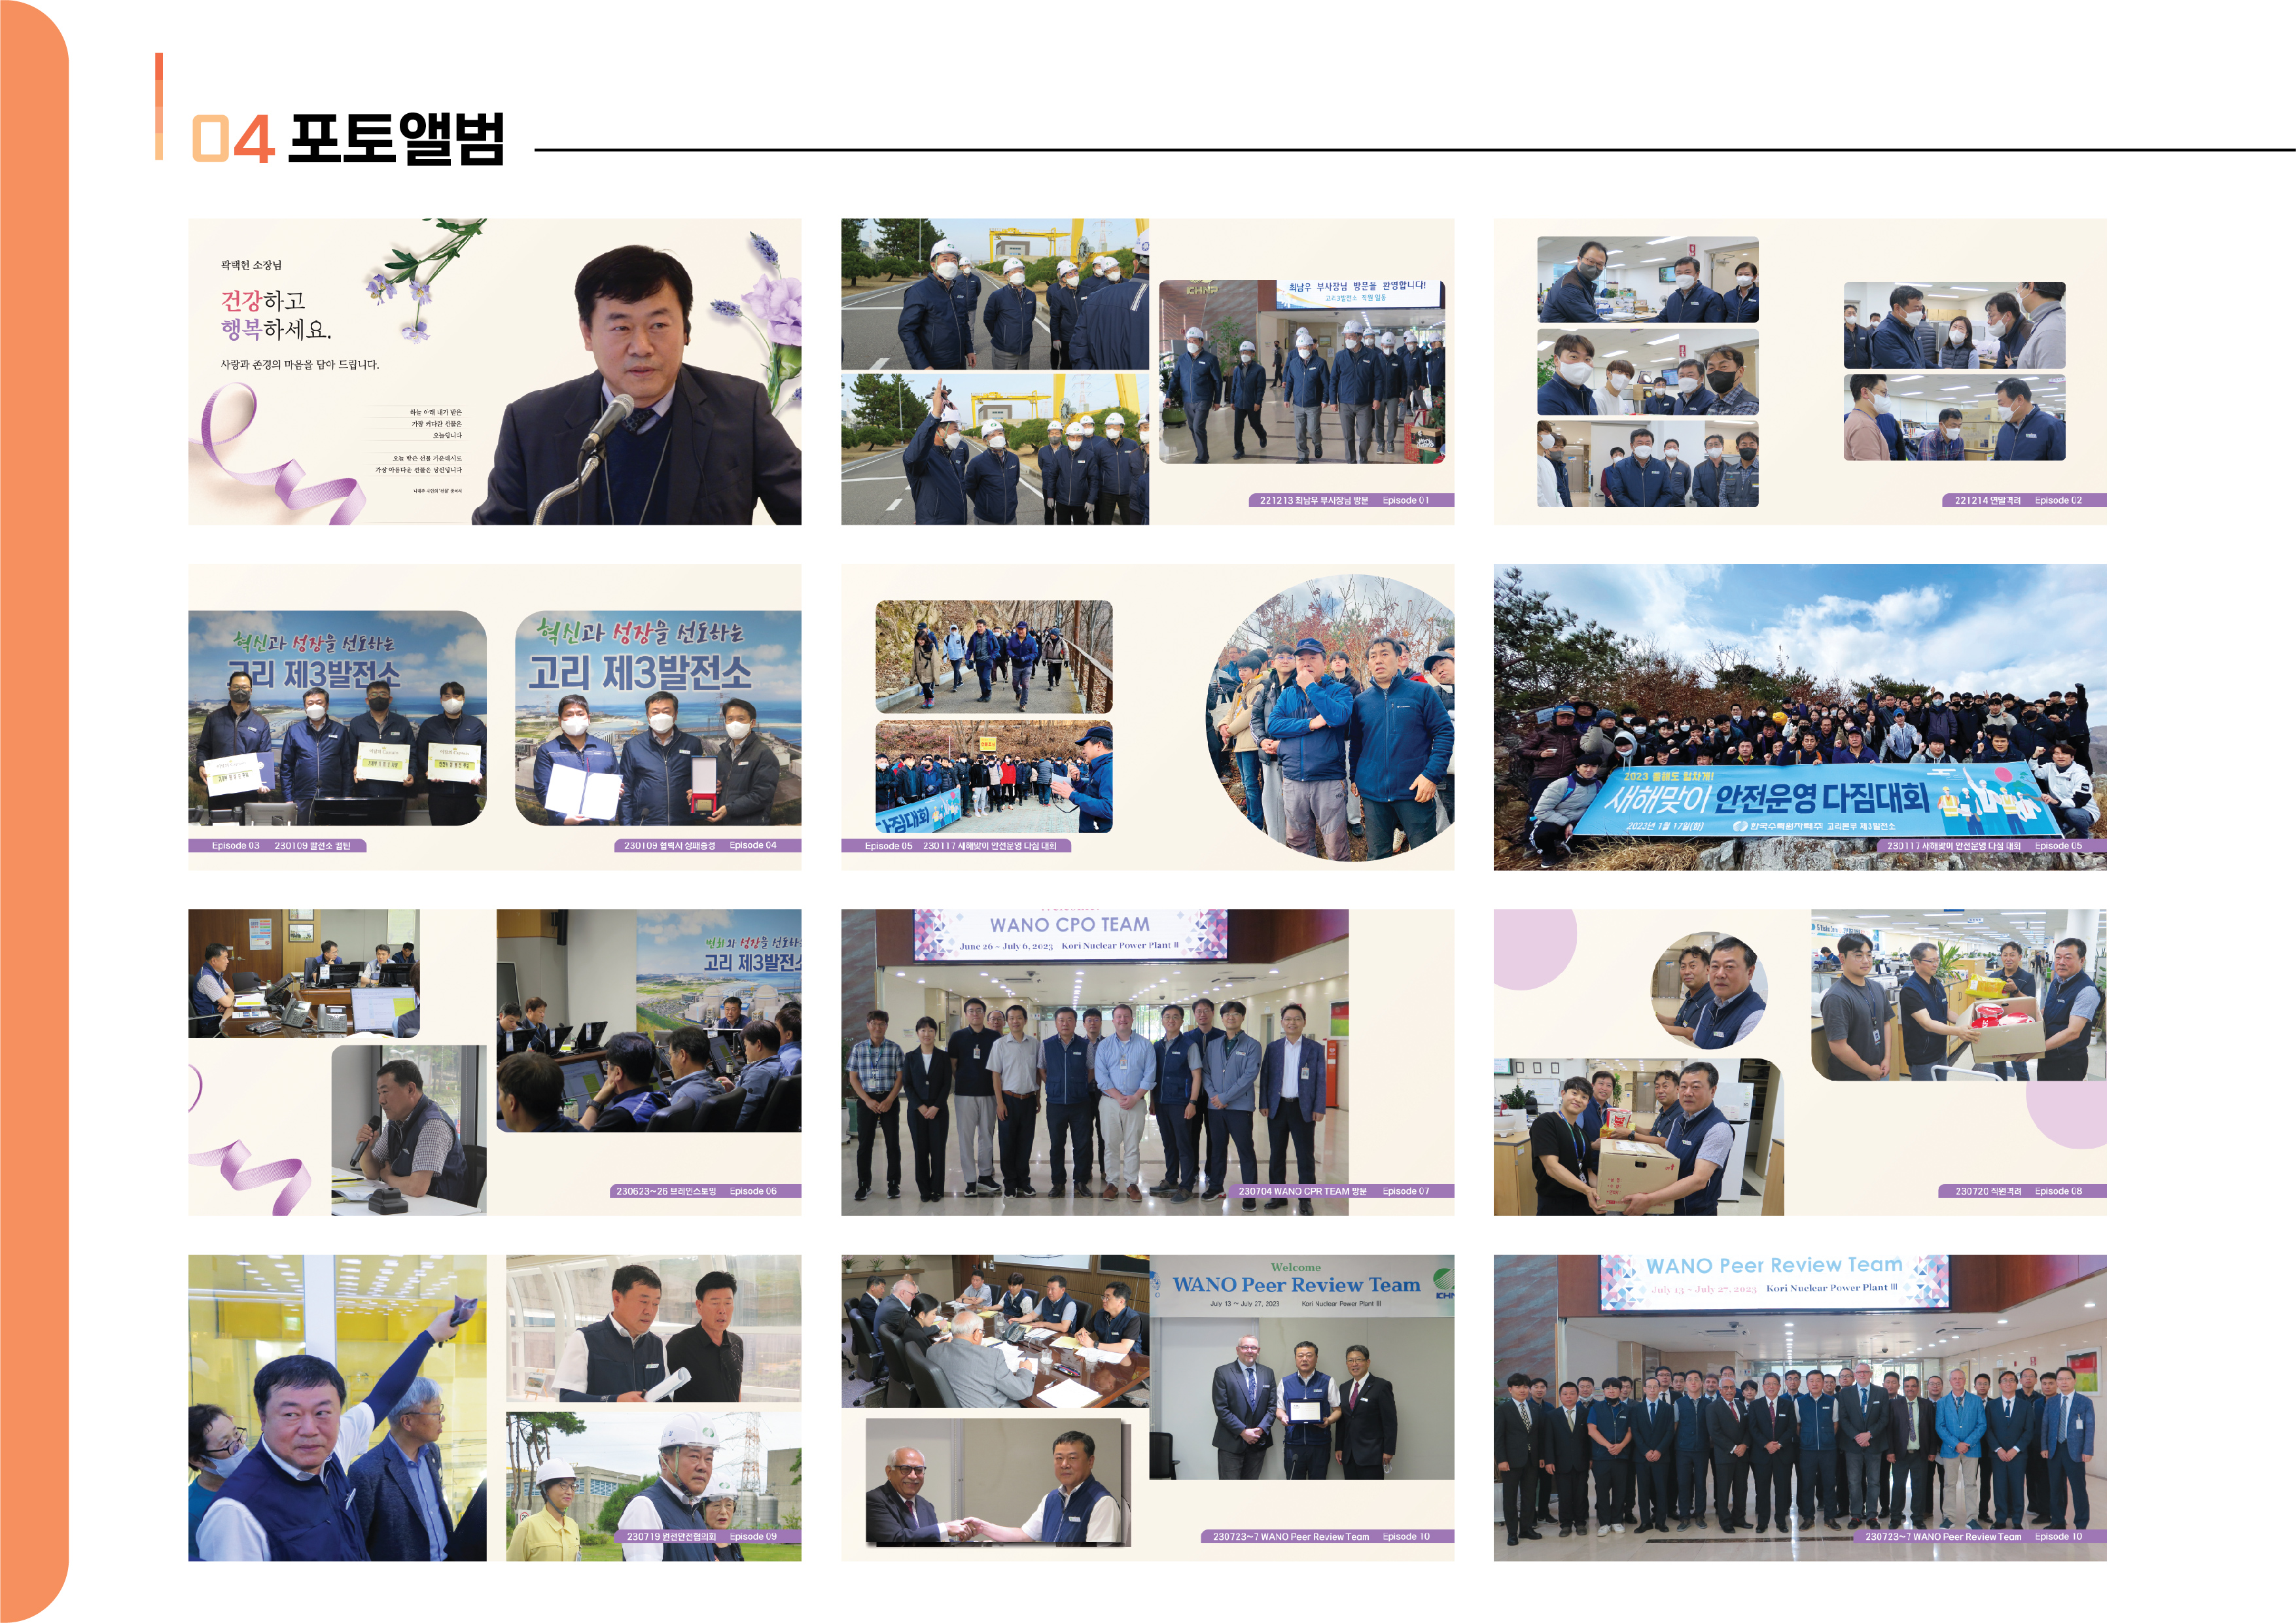 04 포토앨범
곽택헌 소장님
건강하고
행복하세요.
사랑과 존경의 마음을 담아 드립니다.
하늘 아래 내가 받은
가장 커다란 선물은
오늘입니다
오늘 받은 선물 가운데서도
가장 아름다운 선물은 당신입니다
KHNP
최남우 부사장님 방문을 환영합니다!
고리3발전소 직원 일동
221213 최남우 부사장님 방문 Episode 01
221214 연말격려 Episode 02
혁신과 성장을 선도하는
고리 제3발전소
혁신과 성장을 선도하는
고리 제3발전소
Episode 03 230109 발전소 캡틴
230109 협력사 상패증정 Episode 04
다짐대회
Episode 05 230117 새해맞이 안전운영 다짐 대회
2023 올해도 힘차게!
새해맞이 안전운영 다짐대회
2023년 1월 17일(화) 한국수력원자력(주) 고리본부 제3발전소
230117 새해맞이 안전운영 다짐 대회 Episode 05
변화와 성장을 선도하
고리 제3발전소
230623~26 브레인스토밍 Episode 06
WANO CPO TEAM
June 26 ~ July 6, 2023 Kori Nuclear Power Plant Ⅲ
230704 WANO CPR TEAM 방문 Episode 07
230720 직원격려 Episode 08
230719 원전안전협의회 Episode 09
Welcome
WANO Peer Review Team
July 13 ~ July 27, 2023 Kori Nuclear Power Plant Ⅲ
KHNP
230723~7 WANO Peer Review Team Episode 10
WANO Peer Review Team
July 13 ~ July 27, 2023 Kori Nuclear Power Plant Ⅲ
230723~7 WANO Peer Review Team Episode 10